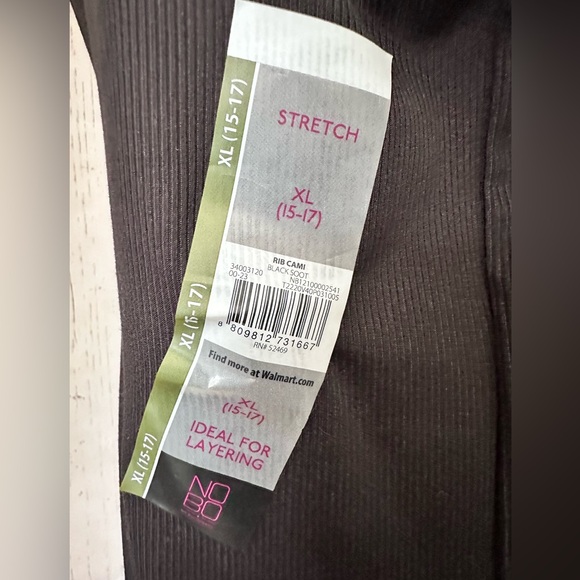 XL (15-17)
STRETCH
XL
(15-17)
RIB CAMI
BLACK SOOT
34003120
00-23
NB12100002541
T2220V40P03100S
8 809812 731667
RN# 52469
XL (15-17)
Find more at Walmart.com
XL
(15-17)
IDEAL FOR
LAYERING
XL (15-17)
NO
BO